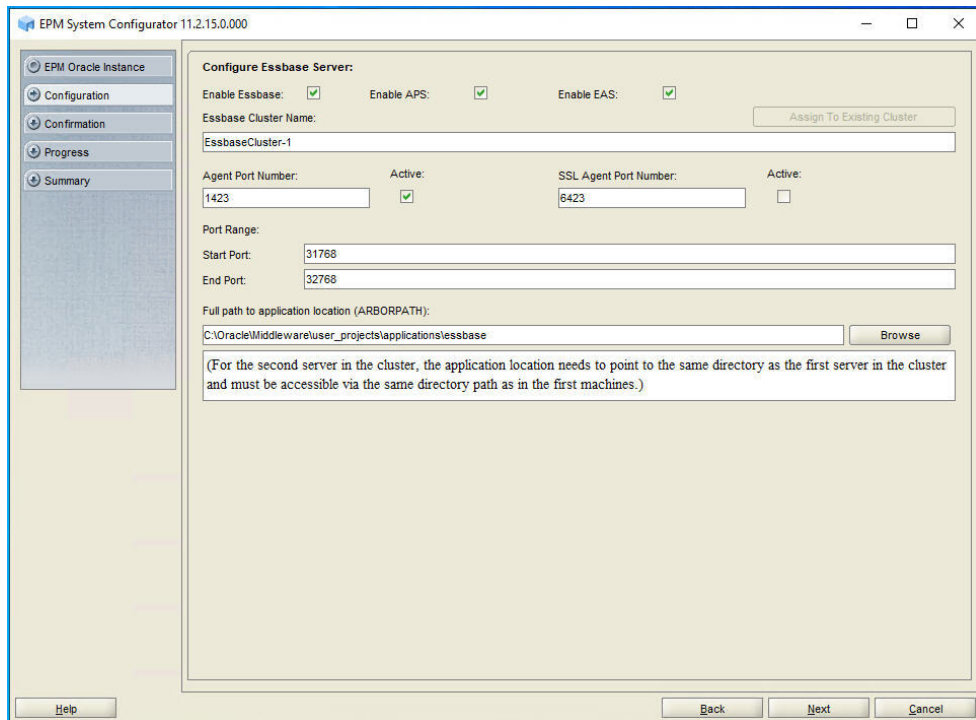 EPM System Configurator 11.2.15.0.000
EPM Oracle Instance
Configuration
Confirmation
Progress
Summary
Configure Essbase Server:
Enable Essbase: Enable APS: Enable EAS:
Essbase Cluster Name: Assign To Existing Cluster
EssbaseCluster-1
Agent Port Number: Active: SSL Agent Port Number: Active:
1423 6423
Port Range:
Start Port: 31768
End Port: 32768
Full path to application location (ARBORPATH):
C:\Oracle\Middleware\user_projects\applications\essbase Browse
(For the second server in the cluster, the application location needs to point to the same directory as the first server in the cluster
and must be accessible via the same directory path as in the first machines.)
Help Back Next Cancel